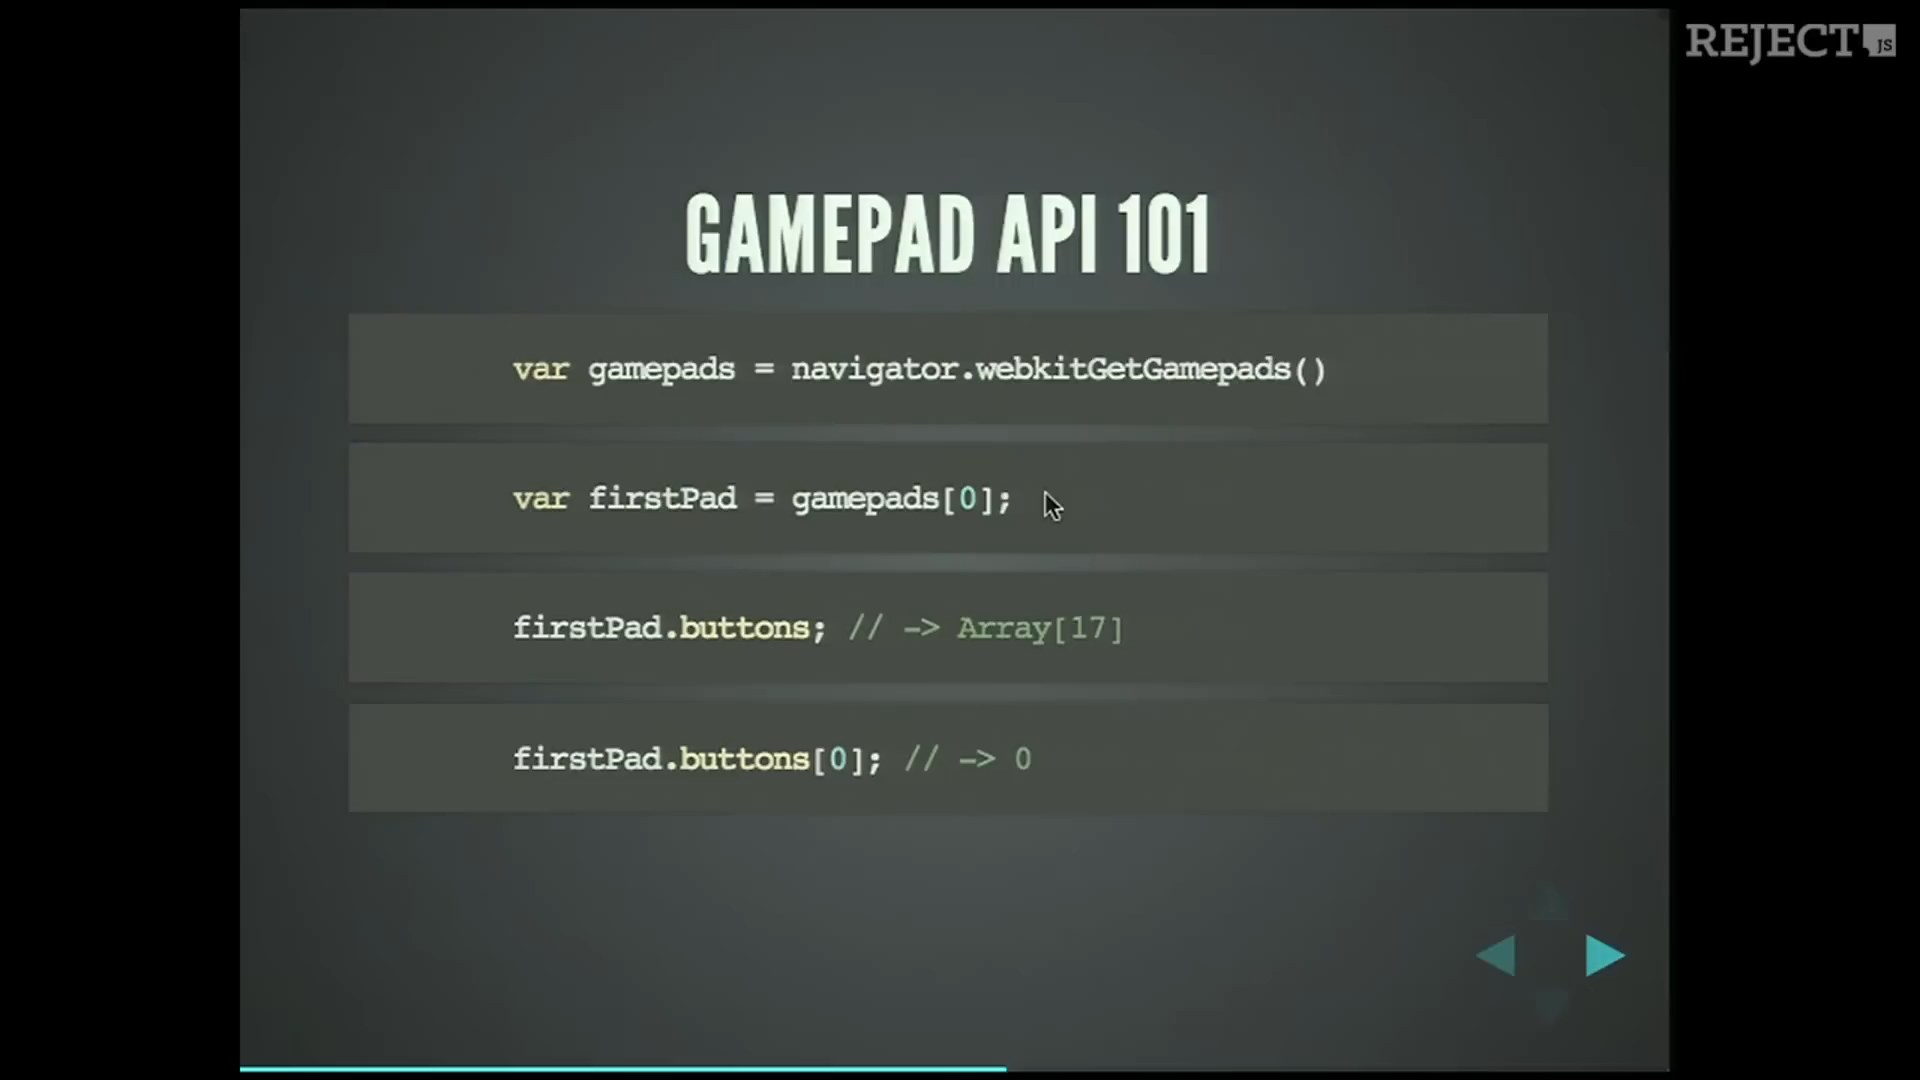 REJECT JS
GAMEPAD API 101
var gamepads = navigator.webkitGetGamepads()
var firstPad = gamepads[0];
firstPad.buttons; // -> Array[17]
firstPad.buttons[0]; // -> 0